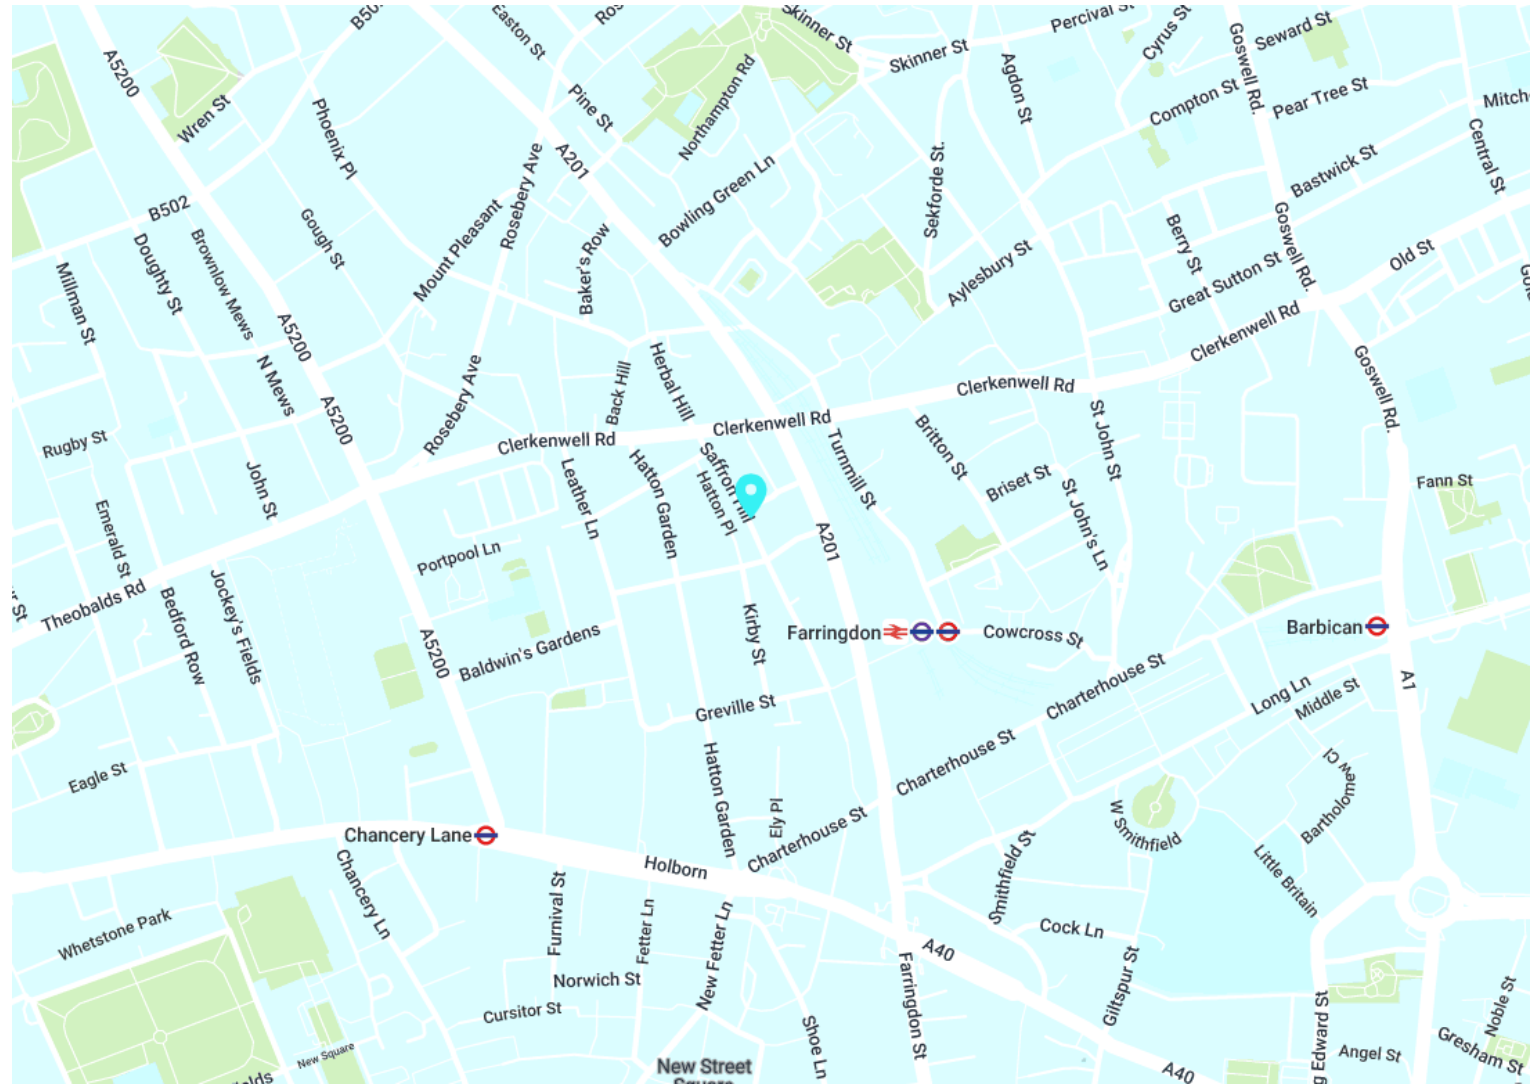 B50
Easton St
Ros
Skinner St
Skinner St
Percival St
Cyrus St
Goswell Rd.
Seward St
A5200
Wren St
Phoenix Pl
Pine St
Northampton Rd
Agdon St
Compton St
Pear Tree St
Mitch
A201
Rosebery Ave
Bowling Green Ln
Sekforde St.
Bastwick St
Central St
B502
Brownlow Mews
Doughty St
Gough St
Mount Pleasant
Baker's Row
Aylesbury St
Berry St
Great Sutton St
Goswell Rd.
Old St
Millman St
A5200
N Mews
A5200
Rosebery Ave
Back Hill
Herbal Hill
Clerkenwell Rd
Clerkenwell Rd
Clerkenwell Rd
Clerkenwell Rd
Goswell Rd.
Rugby St
John St
Emerald St
Leather Ln
Hatton Garden
Saffron Hill
Hatton Pl
Turnmill St
Britton St
Briset St
St John St
St John's Ln
Fann St
Portpool Ln
A201
Theobalds Rd
Bedford Row
Jockey's Fields
A5200
Baldwin's Gardens
Kirby St
Farringdon
Cowcross St
Barbican
Greville St
Charterhouse St
Long Ln
Middle St
A1
Eagle St
Hatton Garden
Ely Pl
Charterhouse St
Charterhouse St
W Smithfield
Bartholomew Cl
Chancery Lane
Holborn
Chancery Ln
Furnival St
Fetter Ln
New Fetter Ln
Smithfield St
Little Britain
Whetstone Park
Cock Ln
A40
Farringdon St
Giltspur St
Norwich St
Cursitor St
Shoe Ln
New Square
New Street
Square
A40
g Edward St
Angel St
Noble St
Gresham St
elds